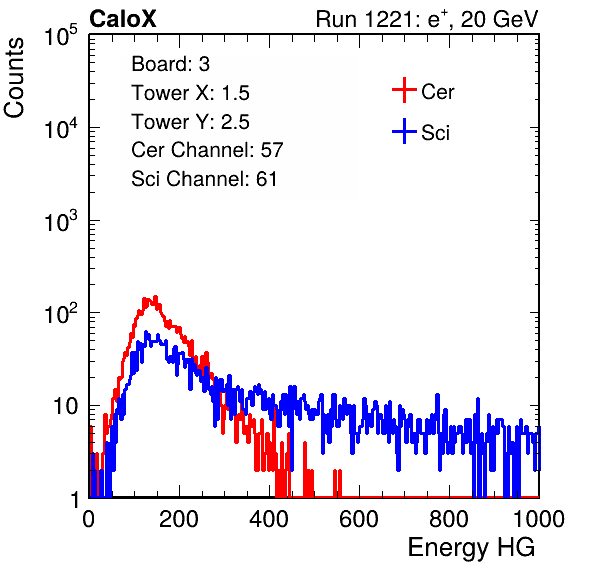 CaloX Run 1221: e⁺, 20 GeV
Counts
10⁵
10⁴
10³
10²
10
1
Board: 3
Tower X: 1.5
Tower Y: 2.5
Cer Channel: 57
Sci Channel: 61
Cer
Sci
0 200 400 600 800 1000
Energy HG